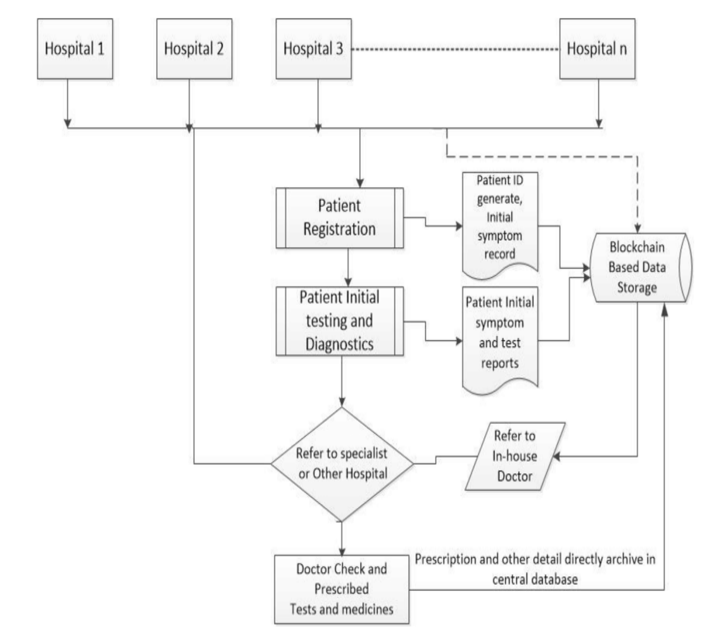 Hospital 1
Hospital 2
Hospital 3
Hospital n
Patient
Registration
Patient ID
generate,
Initial
symptom
record
Blockchain
Based Data
Storage
Patient Initial
testing and
Diagnostics
Patient Initial
symptom
and test
reports
Refer to specialist
or Other Hospital
Refer to
In-house
Doctor
Doctor Check and
Prescribed
Tests and medicines
Prescription and other detail directly archive in
central database